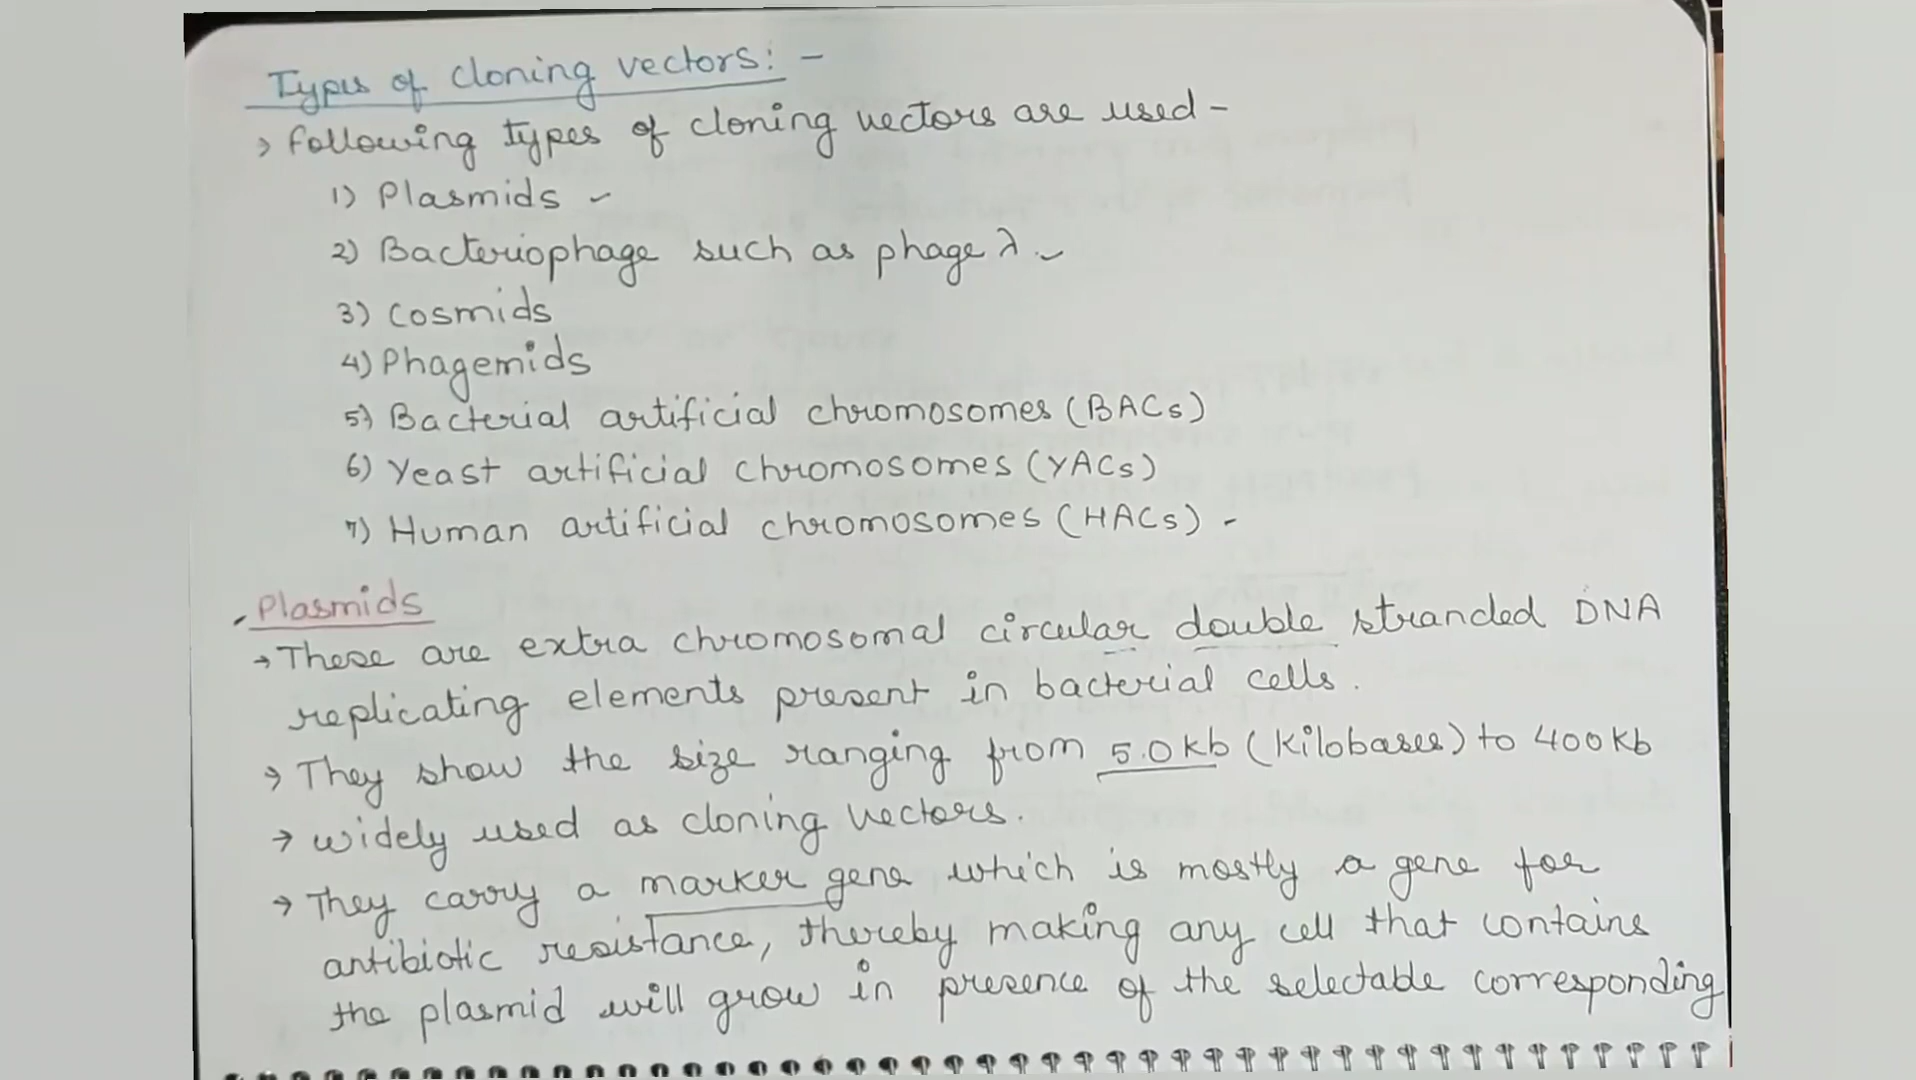 Types of cloning vectors: -
→ following types of cloning vectors are used -
1) Plasmids -
2) Bacteriophage such as phage λ.
3) Cosmids
4) Phagemids
5) Bacterial artificial chromosomes (BACs)
6) Yeast artificial chromosomes (YACs)
7) Human artificial chromosomes (HACs) -
Plasmids
→ These are extra chromosomal circular double stranded DNA
replicating elements present in bacterial cells.
→ They show the size ranging from 5.0 kb (kilobases) to 400 kb
→ widely used as cloning vectors.
→ They carry a marker gene which is mostly a gene for
antibiotic resistance, thereby making any cell that contains
the plasmid will grow in presence of the selectable corresponding